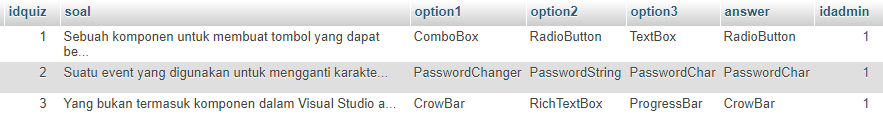 idquiz soal option1 option2 option3 answer idadmin
1 Sebuah komponen untuk membuat tombol yang dapat be... ComboBox RadioButton TextBox RadioButton 1
2 Suatu event yang digunakan untuk mengganti karakte... PasswordChanger PasswordString PasswordChar PasswordChar 1
3 Yang bukan termasuk komponen dalam Visual Studio a... CrowBar RichTextBox ProgressBar CrowBar 1